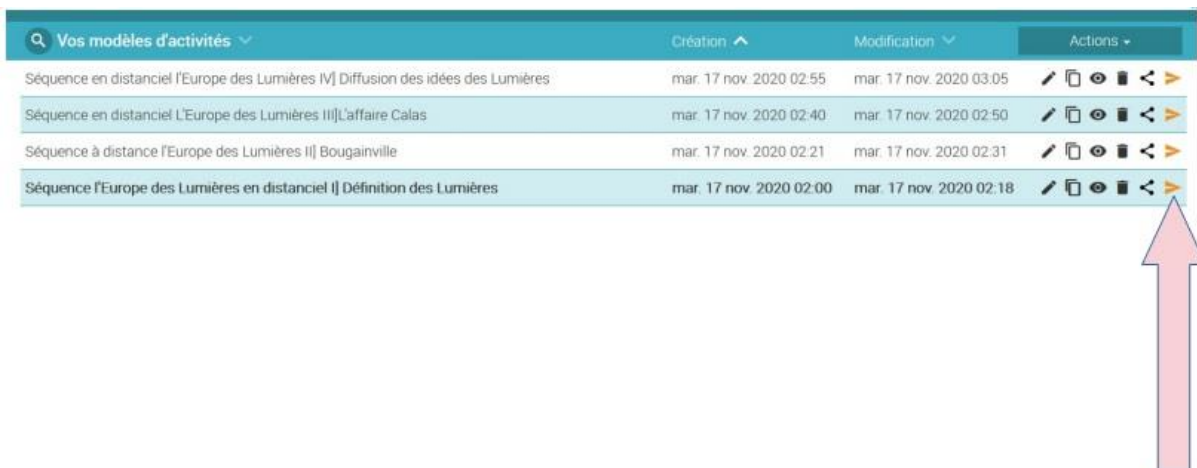 Vos modèles d'activités Création Modification Actions
Séquence en distanciel l'Europe des Lumières IV] Diffusion des idées des Lumières mar. 17 nov. 2020 02:55 mar. 17 nov. 2020 03:05
Séquence en distanciel L'Europe des Lumières III]L'affaire Calas mar. 17 nov. 2020 02:40 mar. 17 nov. 2020 02:50
Séquence à distance l'Europe des Lumières II] Bougainville mar. 17 nov. 2020 02:21 mar. 17 nov. 2020 02:31
Séquence l'Europe des Lumières en distanciel I] Définition des Lumières mar. 17 nov. 2020 02:00 mar. 17 nov. 2020 02:18